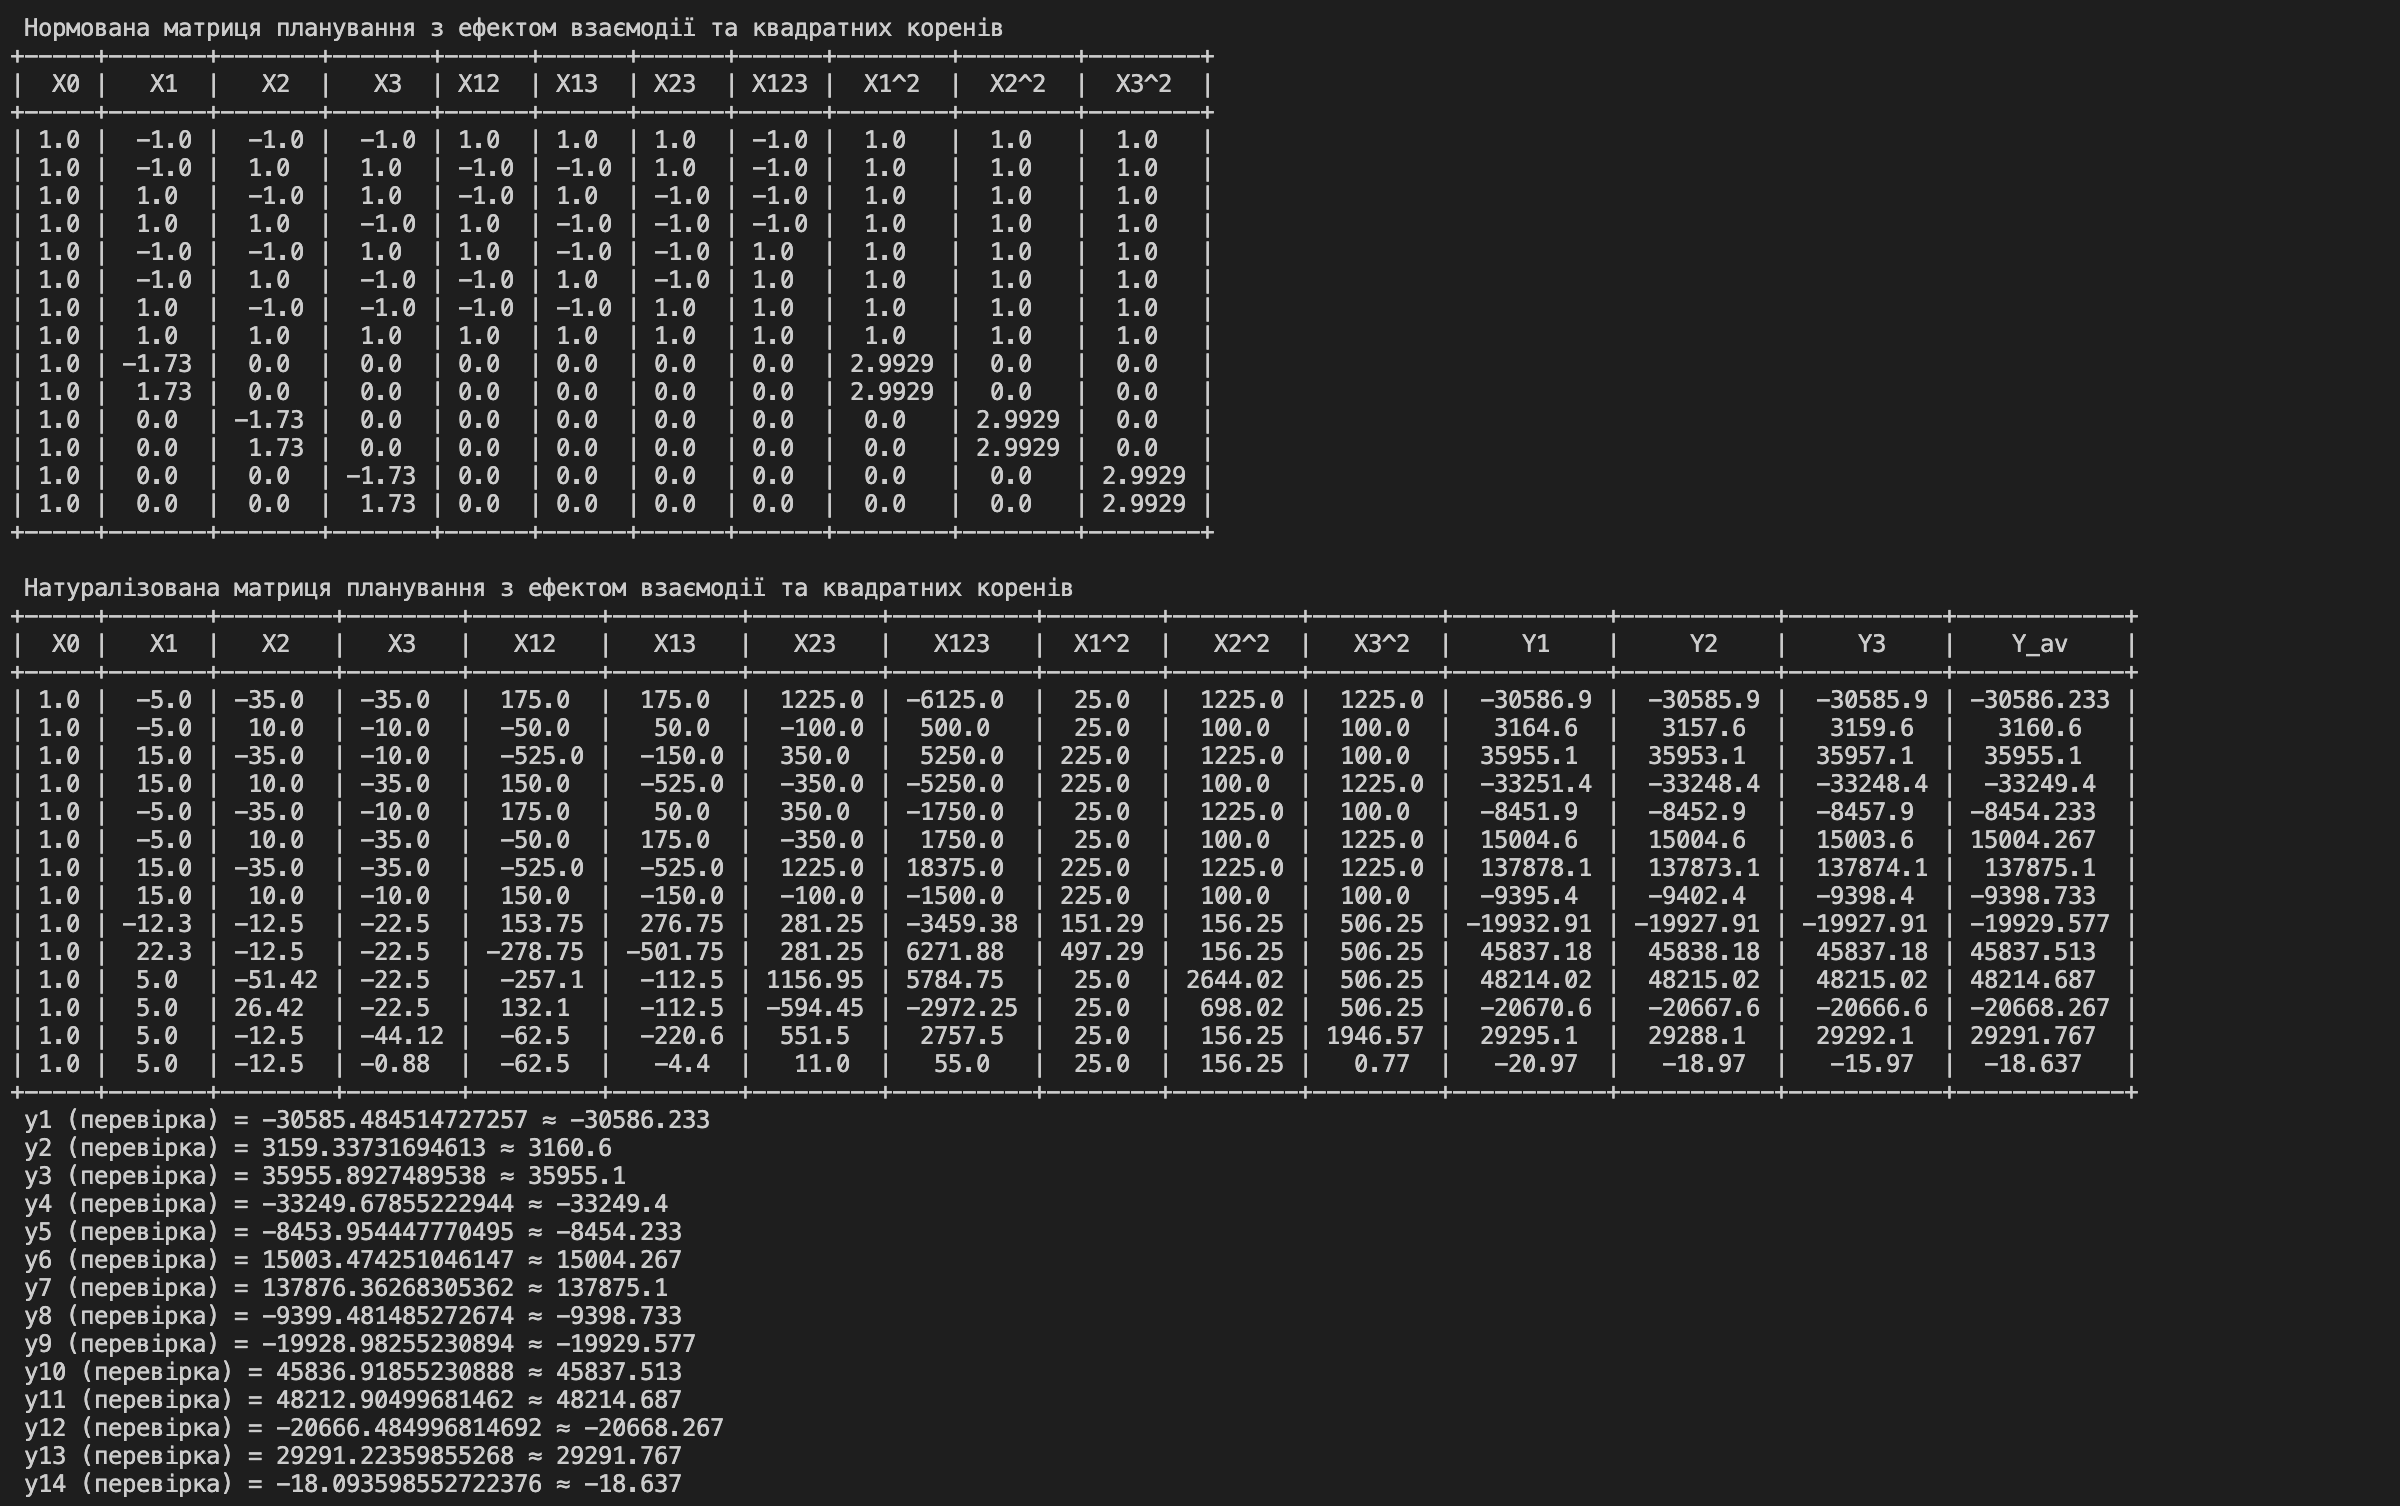 Нормована матриця планування з ефектом взаємодії та квадратних коренів
+-----+-------+-------+-------+------+------+------+------+--------+--------+--------+
|  X0 |   X1  |   X2  |   X3  | X12  | X13  | X23  | X123 |  X1^2  |  X2^2  |  X3^2  |
+-----+-------+-------+-------+------+------+------+------+--------+--------+--------+
| 1.0 |  -1.0 |  -1.0 |  -1.0 | 1.0  | 1.0  | 1.0  | -1.0 |  1.0   |  1.0   |  1.0   |
| 1.0 |  -1.0 |  1.0  |  1.0  | -1.0 | -1.0 | 1.0  | -1.0 |  1.0   |  1.0   |  1.0   |
| 1.0 |  1.0  |  -1.0 |  1.0  | -1.0 | 1.0  | -1.0 | -1.0 |  1.0   |  1.0   |  1.0   |
| 1.0 |  1.0  |  1.0  |  -1.0 | 1.0  | -1.0 | -1.0 | -1.0 |  1.0   |  1.0   |  1.0   |
| 1.0 |  -1.0 |  -1.0 |  1.0  | 1.0  | -1.0 | -1.0 | 1.0  |  1.0   |  1.0   |  1.0   |
| 1.0 |  -1.0 |  1.0  |  -1.0 | -1.0 | 1.0  | -1.0 | 1.0  |  1.0   |  1.0   |  1.0   |
| 1.0 |  1.0  |  -1.0 |  -1.0 | -1.0 | -1.0 | 1.0  | 1.0  |  1.0   |  1.0   |  1.0   |
| 1.0 |  1.0  |  1.0  |  1.0  | 1.0  | 1.0  | 1.0  | 1.0  |  1.0   |  1.0   |  1.0   |
| 1.0 | -1.73 |  0.0  |  0.0  | 0.0  | 0.0  | 0.0  | 0.0  | 2.9929 |  0.0   |  0.0   |
| 1.0 |  1.73 |  0.0  |  0.0  | 0.0  | 0.0  | 0.0  | 0.0  | 2.9929 |  0.0   |  0.0   |
| 1.0 |  0.0  | -1.73 |  0.0  | 0.0  | 0.0  | 0.0  | 0.0  |  0.0   | 2.9929 |  0.0   |
| 1.0 |  0.0  |  1.73 |  0.0  | 0.0  | 0.0  | 0.0  | 0.0  |  0.0   | 2.9929 |  0.0   |
| 1.0 |  0.0  |  0.0  | -1.73 | 0.0  | 0.0  | 0.0  | 0.0  |  0.0   |  0.0   | 2.9929 |
| 1.0 |  0.0  |  0.0  |  1.73 | 0.0  | 0.0  | 0.0  | 0.0  |  0.0   |  0.0   | 2.9929 |
+-----+-------+-------+-------+------+------+------+------+--------+--------+--------+
Натуралізована матриця планування з ефектом взаємодії та квадратних коренів
+-----+-------+--------+--------+---------+---------+---------+----------+--------+---------+---------+-----------+-----------+-----------+------------+
|  X0 |   X1  |   X2   |   X3   |   X12   |   X13   |   X23   |   X123   |  X1^2  |   X2^2  |   X3^2  |     Y1    |     Y2    |     Y3    |    Y_av    |
+-----+-------+--------+--------+---------+---------+---------+----------+--------+---------+---------+-----------+-----------+-----------+------------+
| 1.0 |  -5.0 | -35.0  | -35.0  |  175.0  |  175.0  |  1225.0 | -6125.0  |  25.0  |  1225.0 |  1225.0 |  -30586.9 |  -30585.9 |  -30585.9 | -30586.233 |
| 1.0 |  -5.0 |  10.0  | -10.0  |  -50.0  |   50.0  |  -100.0 |  500.0   |  25.0  |  100.0  |  100.0  |   3164.6  |   3157.6  |   3159.6  |   3160.6   |
| 1.0 |  15.0 | -35.0  | -10.0  |  -525.0 |  -150.0 |  350.0  |  5250.0  | 225.0  |  1225.0 |  100.0  |  35955.1  |  35953.1  |  35957.1  |  35955.1   |
| 1.0 |  15.0 |  10.0  | -35.0  |  150.0  |  -525.0 |  -350.0 | -5250.0  | 225.0  |  100.0  |  1225.0 |  -33251.4 |  -33248.4 |  -33248.4 |  -33249.4  |
| 1.0 |  -5.0 | -35.0  | -10.0  |  175.0  |   50.0  |  350.0  | -1750.0  |  25.0  |  1225.0 |  100.0  |  -8451.9  |  -8452.9  |  -8457.9  | -8454.233  |
| 1.0 |  -5.0 |  10.0  | -35.0  |  -50.0  |  175.0  |  -350.0 |  1750.0  |  25.0  |  100.0  |  1225.0 |  15004.6  |  15004.6  |  15003.6  | 15004.267  |
| 1.0 |  15.0 | -35.0  | -35.0  |  -525.0 |  -525.0 |  1225.0 | 18375.0  | 225.0  |  1225.0 |  1225.0 |  137878.1 |  137873.1 |  137874.1 |  137875.1  |
| 1.0 |  15.0 |  10.0  | -10.0  |  150.0  |  -150.0 |  -100.0 | -1500.0  | 225.0  |  100.0  |  100.0  |  -9395.4  |  -9402.4  |  -9398.4  | -9398.733  |
| 1.0 | -12.3 | -12.5  | -22.5  |  153.75 |  276.75 |  281.25 | -3459.38 | 151.29 |  156.25 |  506.25 | -19932.91 | -19927.91 | -19927.91 | -19929.577 |
| 1.0 |  22.3 | -12.5  | -22.5  | -278.75 | -501.75 |  281.25 | 6271.88  | 497.29 |  156.25 |  506.25 |  45837.18 |  45838.18 |  45837.18 | 45837.513  |
| 1.0 |  5.0  | -51.42 | -22.5  |  -257.1 |  -112.5 | 1156.95 | 5784.75  |  25.0  | 2644.02 |  506.25 |  48214.02 |  48215.02 |  48215.02 | 48214.687  |
| 1.0 |  5.0  | 26.42  | -22.5  |  132.1  |  -112.5 | -594.45 | -2972.25 |  25.0  |  698.02 |  506.25 |  -20670.6 |  -20667.6 |  -20666.6 | -20668.267 |
| 1.0 |  5.0  | -12.5  | -44.12 |  -62.5  |  -220.6 |  551.5  |  2757.5  |  25.0  |  156.25 | 1946.57 |  29295.1  |  29288.1  |  29292.1  | 29291.767  |
| 1.0 |  5.0  | -12.5  | -0.88  |  -62.5  |   -4.4  |   11.0  |   55.0   |  25.0  |  156.25 |   0.77  |   -20.97  |   -18.97  |   -15.97  |  -18.637   |
+-----+-------+--------+--------+---------+---------+---------+----------+--------+---------+---------+-----------+-----------+-----------+------------+
y1 (перевірка) = -30585.484514727257 ≈ -30586.233
y2 (перевірка) = 3159.33731694613 ≈ 3160.6
y3 (перевірка) = 35955.8927489538 ≈ 35955.1
y4 (перевірка) = -33249.67855222944 ≈ -33249.4
y5 (перевірка) = -8453.954447770495 ≈ -8454.233
y6 (перевірка) = 15003.474251046147 ≈ 15004.267
y7 (перевірка) = 137876.36268305362 ≈ 137875.1
y8 (перевірка) = -9399.481485272674 ≈ -9398.733
y9 (перевірка) = -19928.98255230894 ≈ -19929.577
y10 (перевірка) = 45836.91855230888 ≈ 45837.513
y11 (перевірка) = 48212.90499681462 ≈ 48214.687
y12 (перевірка) = -20666.484996814692 ≈ -20668.267
y13 (перевірка) = 29291.22359855268 ≈ 29291.767
y14 (перевірка) = -18.093598552722376 ≈ -18.637